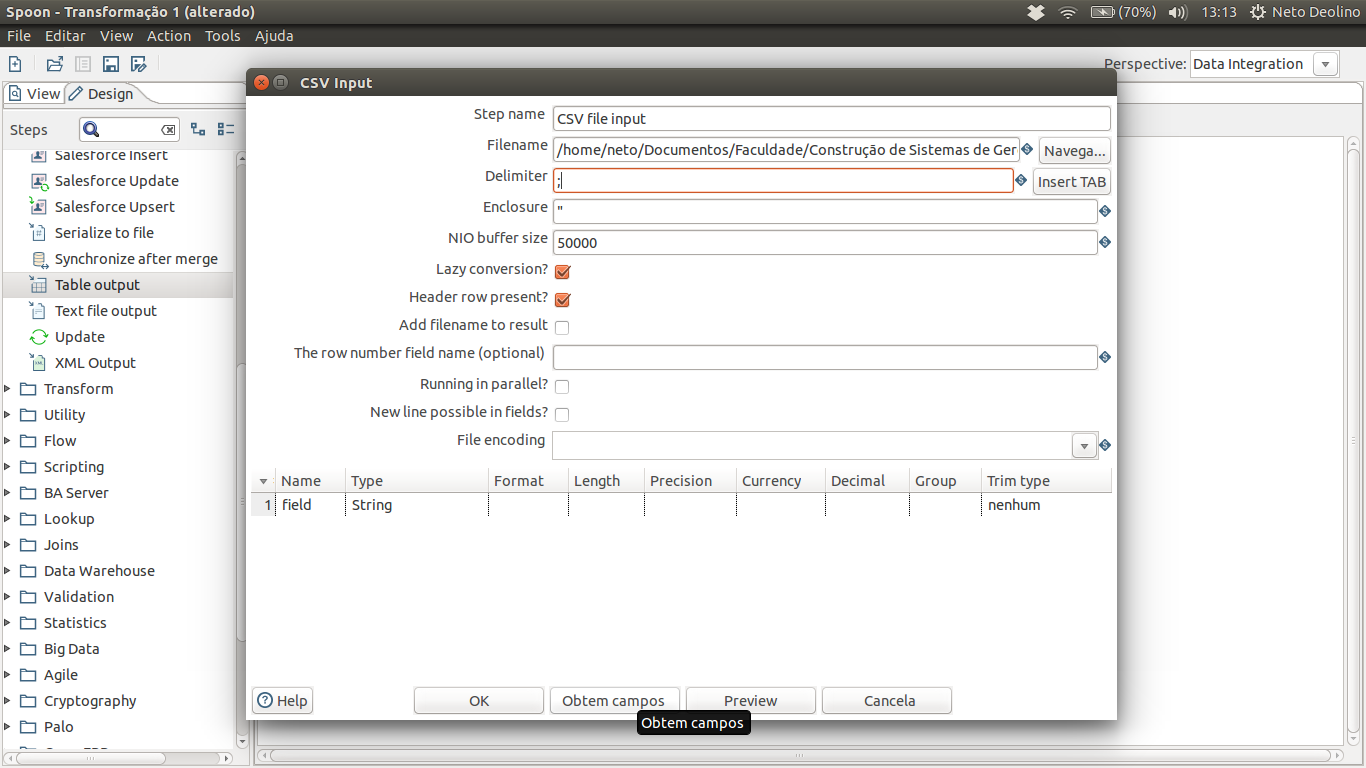 Spoon - Transformação 1 (alterado)
(70%)
13:13
Neto Deolino
File Editar View Action Tools Ajuda
Perspective: Data Integration
View Design
Steps
Salesforce Insert
Salesforce Update
Salesforce Upsert
Serialize to file
Synchronize after merge
Table output
Text file output
Update
XML Output
Transform
Utility
Flow
Scripting
BA Server
Lookup
Joins
Data Warehouse
Validation
Statistics
Big Data
Agile
Cryptography
Palo
CSV Input
Step name CSV file input
Filename /home/neto/Documentos/Faculdade/Construção de Sistemas de Ger Navega...
Delimiter ; Insert TAB
Enclosure "
NIO buffer size 50000
Lazy conversion?
Header row present?
Add filename to result
The row number field name (optional)
Running in parallel?
New line possible in fields?
File encoding
Name Type Format Length Precision Currency Decimal Group Trim type
1 field String nenhum
Help OK Obtem campos Preview Cancela
Obtem campos